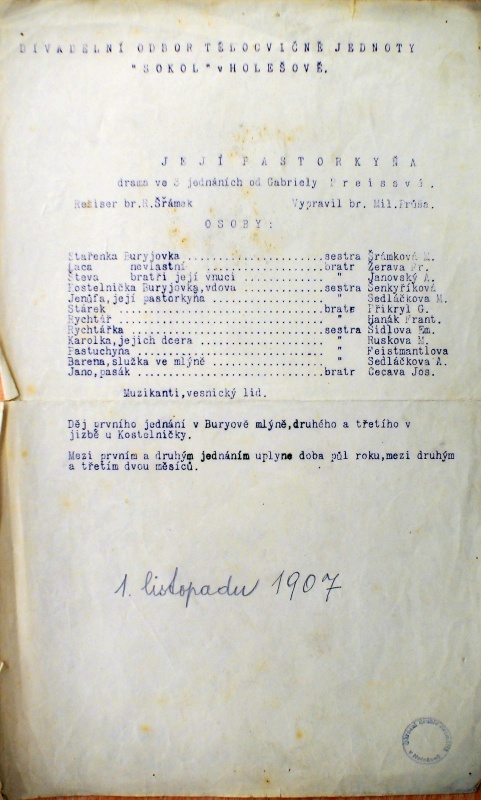 DIVADELNÍ ODBOR TĚLOCVIČNÉ JEDNOTY
"SOKOL" v HOLEŠOVĚ.
JEJÍ PASTORKYŇA
drama ve 3 jednáních od Gabriely Preissové.
Režiser br.R.Šrámek Vypravil br. Mil.Průša.
OSOBY:
Stařenka Buryjovka ..................... sestra Šrámková M.
Laca nevlastní ..................... bratr Žerava Fr.
Števa bratři její vnuci ............. " Janovský A.
Kostelnička Buryjovka,vdova ............ sestra Šenkyříková
Jenůfa,její pastorkyňa ................. " Sedláčkova M.
Stárek ................................. bratr Přikryl G.
Rychtář ................................ " Hanák Frant.
Rychtářka .............................. sestra Šidlova Em.
Karolka,jejich dcera ................... " Ruskova M.
Pastuchyňa ............................. " Feistmantlova
Barena,služka ve mlýně ................. " Sedláčkova A.
Jano,pasák ............................. bratr Cecava Jos.
Muzikanti,vesnický lid.
Děj prvního jednání v Buryově mlýně,druhého a třetího v
jizbě u Kostelničky.
Mezi prvním a druhým jednáním uplyne doba půl roku,mezi druhým
a třetím dvou měsíců.
1. listopadu 1907